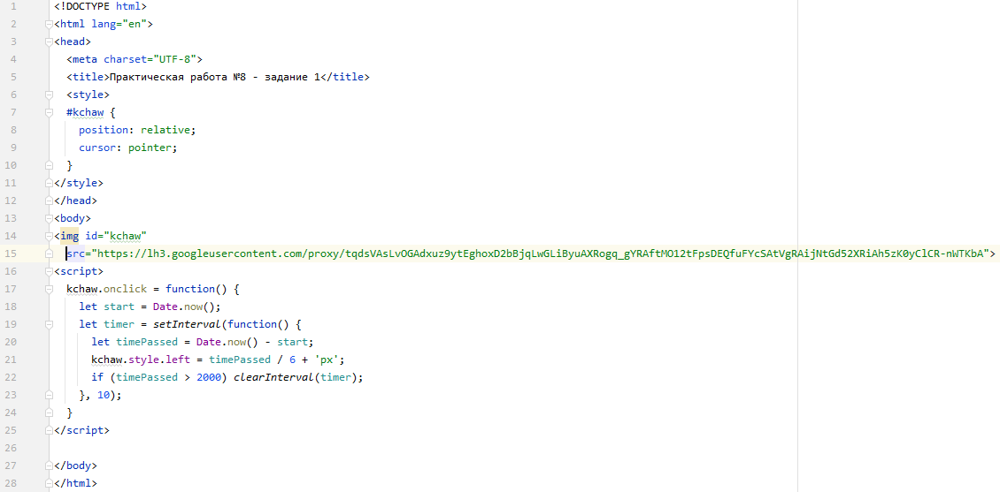 1 <!DOCTYPE html>
2 <html lang="en">
3 <head>
4   <meta charset="UTF-8">
5   <title>Практическая работа №8 - задание 1</title>
6   <style>
7   #kchaw {
8     position: relative;
9     cursor: pointer;
10   }
11 </style>
12 </head>
13 <body>
14 <img id="kchaw"
15   src="https://lh3.googleusercontent.com/proxy/tqdsVAsLvOGAdxuz9ytEghoxD2bBjqLwGLiByuAXRogq_gYRAftMO12tFpsDEQfuFYcSAtVgRAijNtGd52XRiAh5zK0yClCR-nWTKbA">
16 <script>
17   kchaw.onclick = function() {
18     let start = Date.now();
19     let timer = setInterval(function() {
20       let timePassed = Date.now() - start;
21       kchaw.style.left = timePassed / 6 + 'px';
22       if (timePassed > 2000) clearInterval(timer);
23     }, 10);
24   }
25 </script>
26
27 </body>
28 </html>